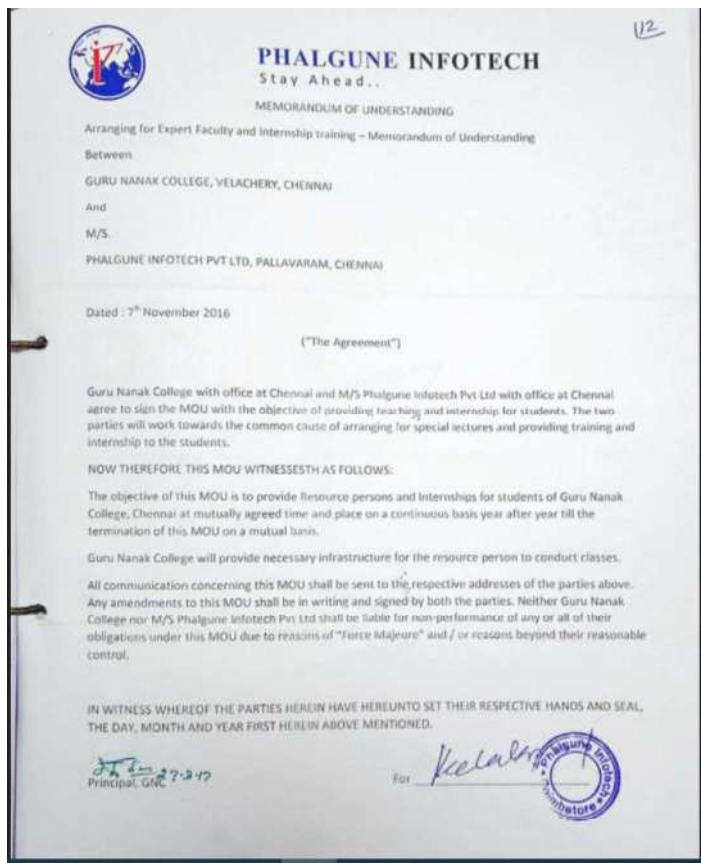 112
PHALGUNE INFOTECH
Stay Ahead..
MEMORANDUM OF UNDERSTANDING
Arranging for Expert Faculty and Internship training – Memorandum of Understanding
Between
GURU NANAK COLLEGE, VELACHERY, CHENNAI
And
M/S.
PHALGUNE INFOTECH PVT LTD, PALLAVARAM, CHENNAI
Dated : 7th November 2016
("The Agreement")
Guru Nanak College with office at Chennai and M/S Phalgune Infotech Pvt Ltd with office at Chennai
agree to sign the MOU with the objective of providing teaching and internship for students. The two
parties will work towards the common cause of arranging for special lectures and providing training and
internship to the students.
NOW THEREFORE THIS MOU WITNESSESTH AS FOLLOWS:
The objective of this MOU is to provide Resource persons and Internships for students of Guru Nanak
College, Chennai at mutually agreed time and place on a continuous basis year after year till the
termination of this MOU on a mutual basis.
Guru Nanak College will provide necessary infrastructure for the resource person to conduct classes.
All communication concerning this MOU shall be sent to the respective addresses of the parties above.
Any amendments to this MOU shall be in writing and signed by both the parties. Neither Guru Nanak
College nor M/S Phalgune Infotech Pvt Ltd shall be liable for non-performance of any or all of their
obligations under this MOU due to reasons of "Force Majeure" and / or reasons beyond their reasonable
control.
IN WITNESS WHEREOF THE PARTIES HEREIN HAVE HEREUNTO SET THEIR RESPECTIVE HANDS AND SEAL,
THE DAY, MONTH AND YEAR FIRST HEREIN ABOVE MENTIONED.
Principal, GNC
For
Phalgune Infotech
Coimbatore